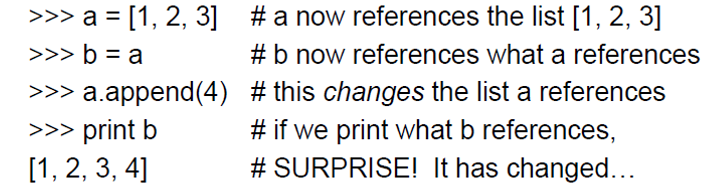 >>> a = [1, 2, 3] # a now references the list [1, 2, 3]
>>> b = a # b now references what a references
>>> a.append(4) # this changes the list a references
>>> print b # if we print what b references,
[1, 2, 3, 4] # SURPRISE! It has changed…